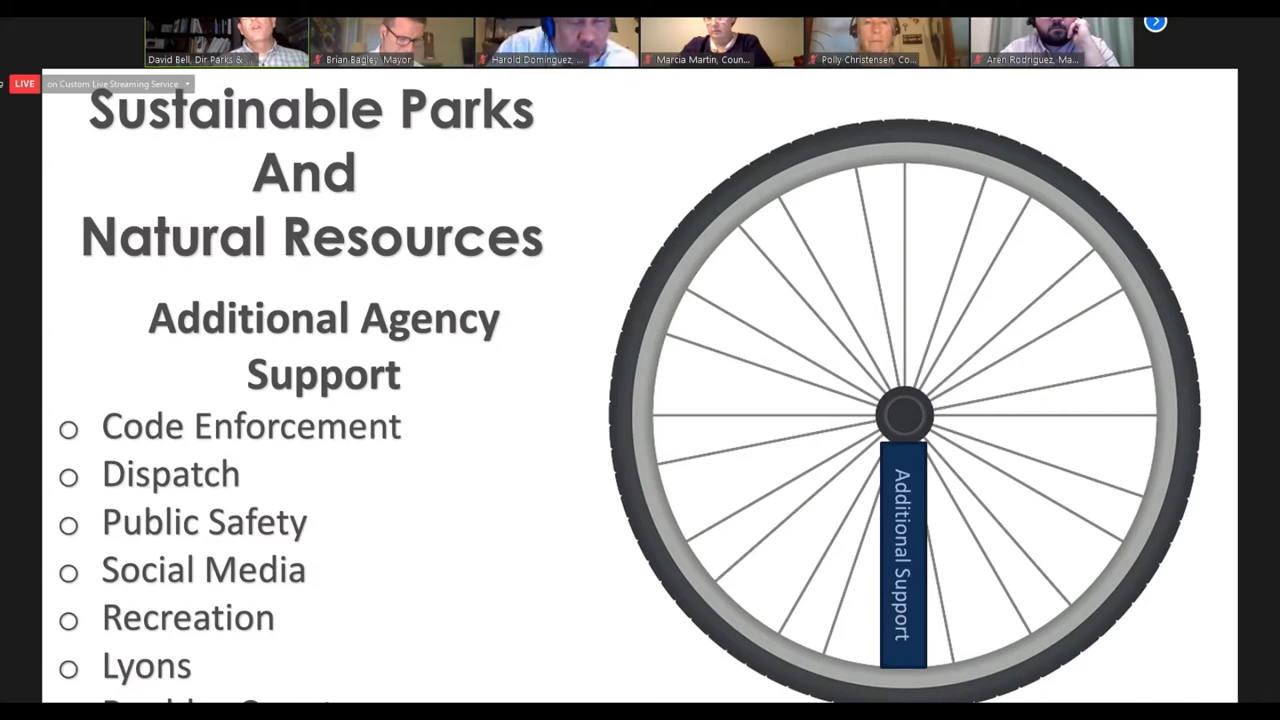 David Bell, Dir Parks & ...
Brian Bagley, Mayor
Harold Dominguez, ...
Marcia Martin, Coun...
Polly Christensen, Co...
Aren Rodriguez, Ma...
LIVE on Custom Live Streaming Service
Sustainable Parks
And
Natural Resources
Additional Agency
Support
Code Enforcement
Dispatch
Public Safety
Social Media
Recreation
Lyons
Additional Support